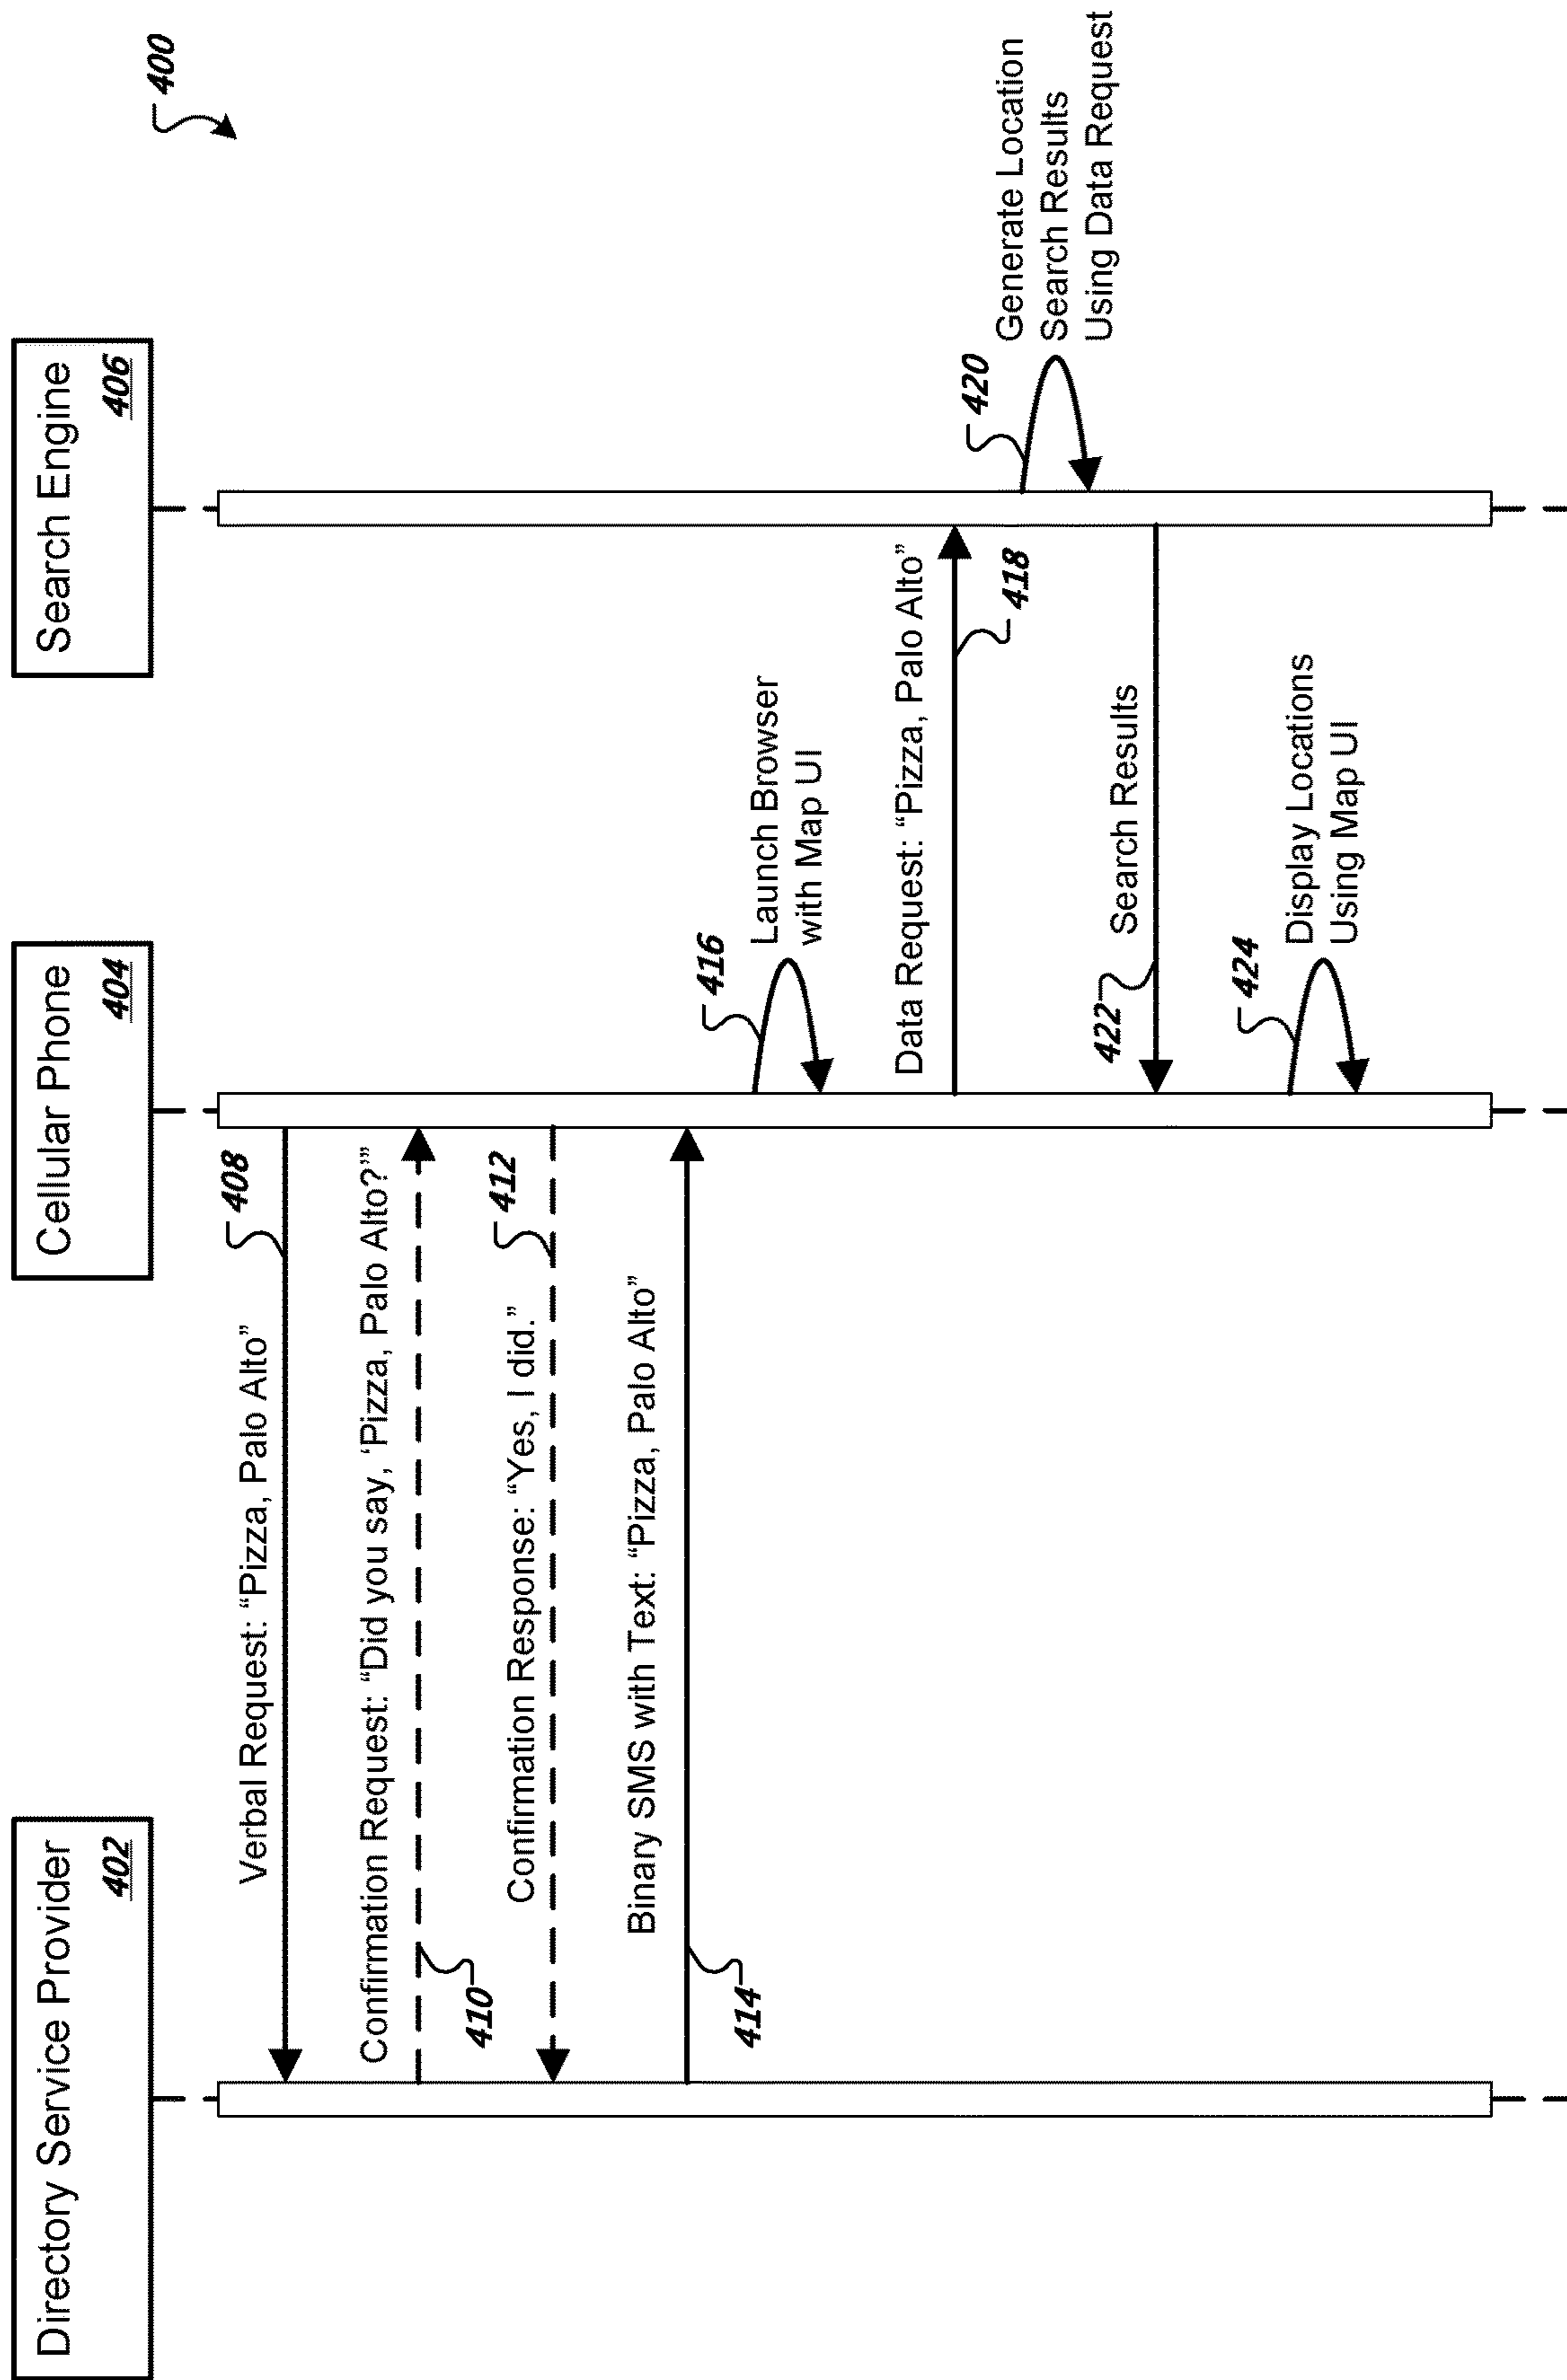 400
Directory Service Provider
402
Cellular Phone
404
Search Engine
406
Verbal Request: “Pizza, Palo Alto”
408
Confirmation Request: “Did you say, ‘Pizza, Palo Alto?’”
410
Confirmation Response: “Yes, I did.”
412
Binary SMS with Text: “Pizza, Palo Alto”
414
416
Launch Browser
with Map UI
Data Request: “Pizza, Palo Alto”
418
420
Generate Location
Search Results
Using Data Request
Search Results
422
424
Display Locations
Using Map UI